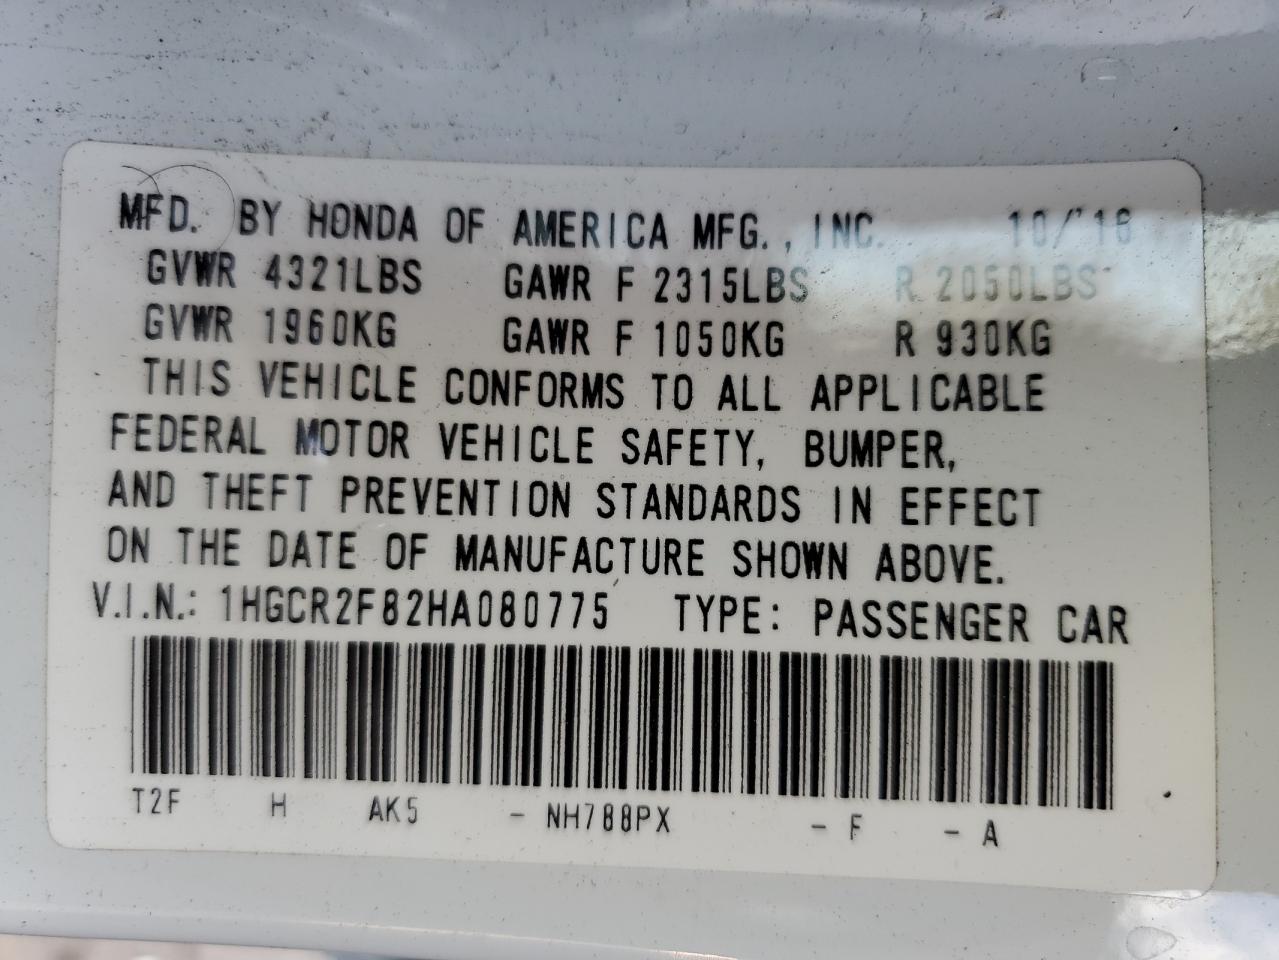 MFD. BY HONDA OF AMERICA MFG., INC. 10/'16
GVWR 4321LBS GAWR F 2315LBS R 2050LBS
GVWR 1960KG GAWR F 1050KG R 930KG
THIS VEHICLE CONFORMS TO ALL APPLICABLE
FEDERAL MOTOR VEHICLE SAFETY, BUMPER,
AND THEFT PREVENTION STANDARDS IN EFFECT
ON THE DATE OF MANUFACTURE SHOWN ABOVE.
V.I.N.: 1HGCR2F82HA080775 TYPE: PASSENGER CAR
T2F H AK5 - NH788PX - F - A